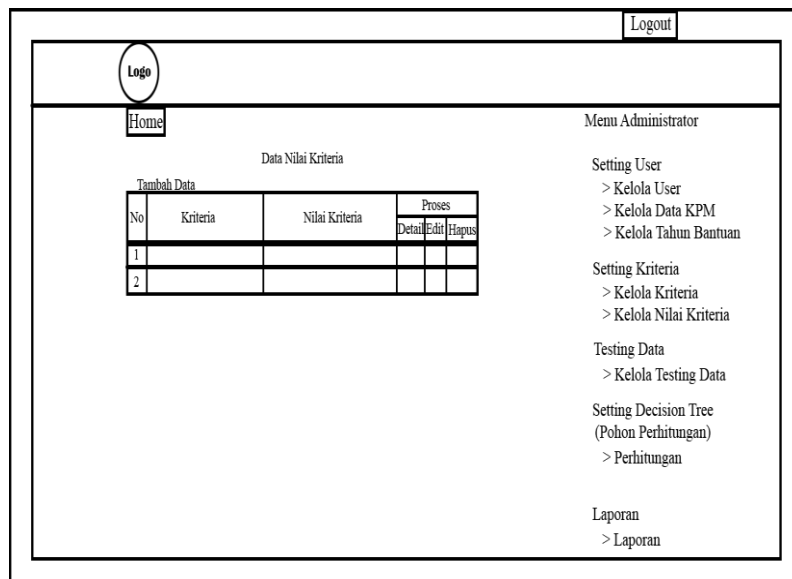 Logout
Logo
Home
Data Nilai Kriteria
Tambah Data
No Kriteria Nilai Kriteria Proses
Detail Edit Hapus
1
2
Menu Administrator
Setting User
> Kelola User
> Kelola Data KPM
> Kelola Tahun Bantuan
Setting Kriteria
> Kelola Kriteria
> Kelola Nilai Kriteria
Testing Data
> Kelola Testing Data
Setting Decision Tree
(Pohon Perhitungan)
> Perhitungan
Laporan
> Laporan